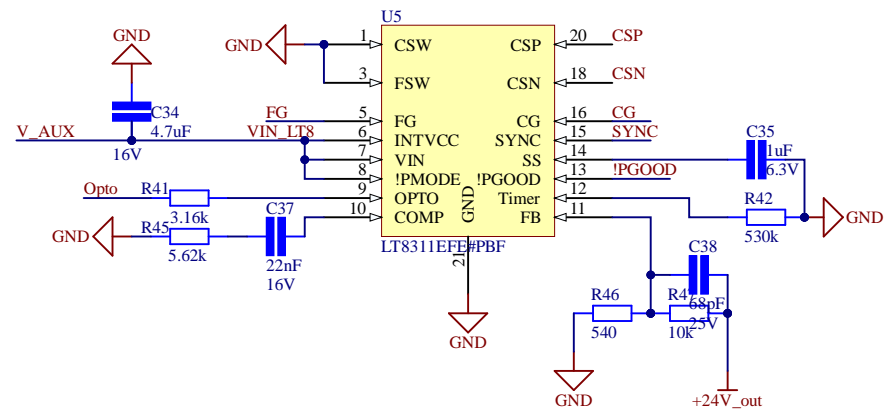 U5
GND
GND
1
CSW
CSP
20
CSP
3
FSW
CSN
18
CSN
C34
4.7uF
16V
FG
5
FG
CG
16
CG
V_AUX
VIN_LT8
6
INTVCC
SYNC
15
SYNC
7
VIN
SS
14
C35
1uF
6.3V
8
!PMODE
!PGOOD
13
!PGOOD
Opto
R41
3.16k
9
OPTO
Timer
12
R42
530k
GND
GND
R45
5.62k
C37
22nF
16V
10
COMP
GND
FB
11
LT8311EFE#PBF
21
GND
C38
68pF
25V
R46
540
R47
10k
GND
+24V_out